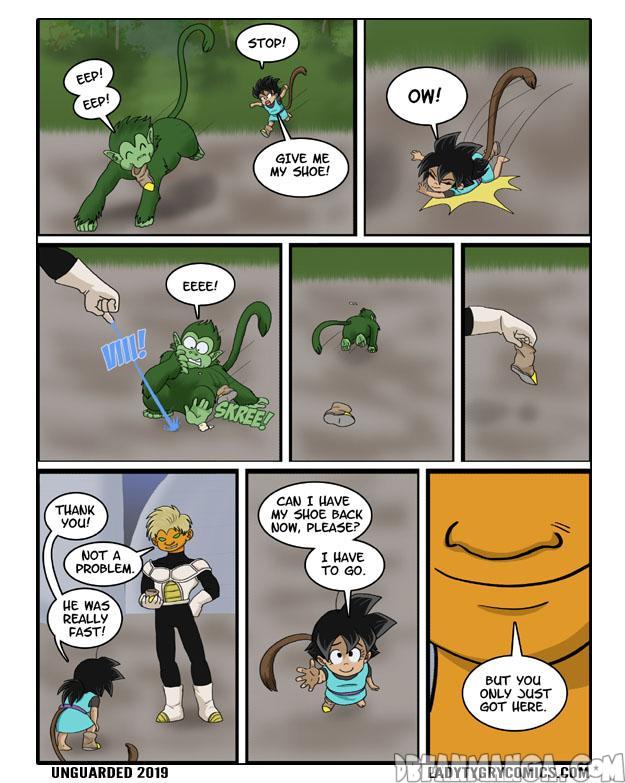 EEP!
EEP!
STOP!
GIVE ME
MY SHOE!
OW!
VIII!
EEEE!
SKREE!
THANK
YOU!
NOT A
PROBLEM.
HE WAS
REALLY
FAST!
CAN I HAVE
MY SHOE BACK
NOW, PLEASE?
I HAVE
TO GO.
BUT YOU
ONLY JUST
GOT HERE.
UNGUARDED 2019
LADYTYGRYCOMICS.COM
DBFANMANGA.COM